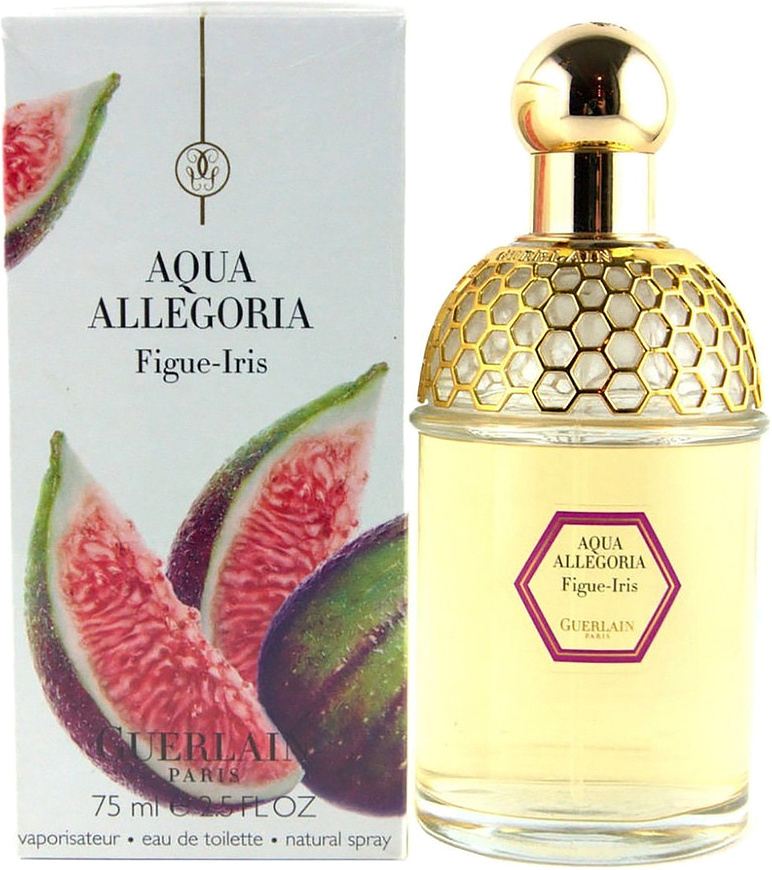 AQUA
ALLEGORIA
Figue-Iris
GUERLAIN
PARIS
75 ml e 2.5 FL OZ
vaporisateur • eau de toilette • natural spray
GUERLAIN
AQUA
ALLEGORIA
Figue-Iris
GUERLAIN
PARIS